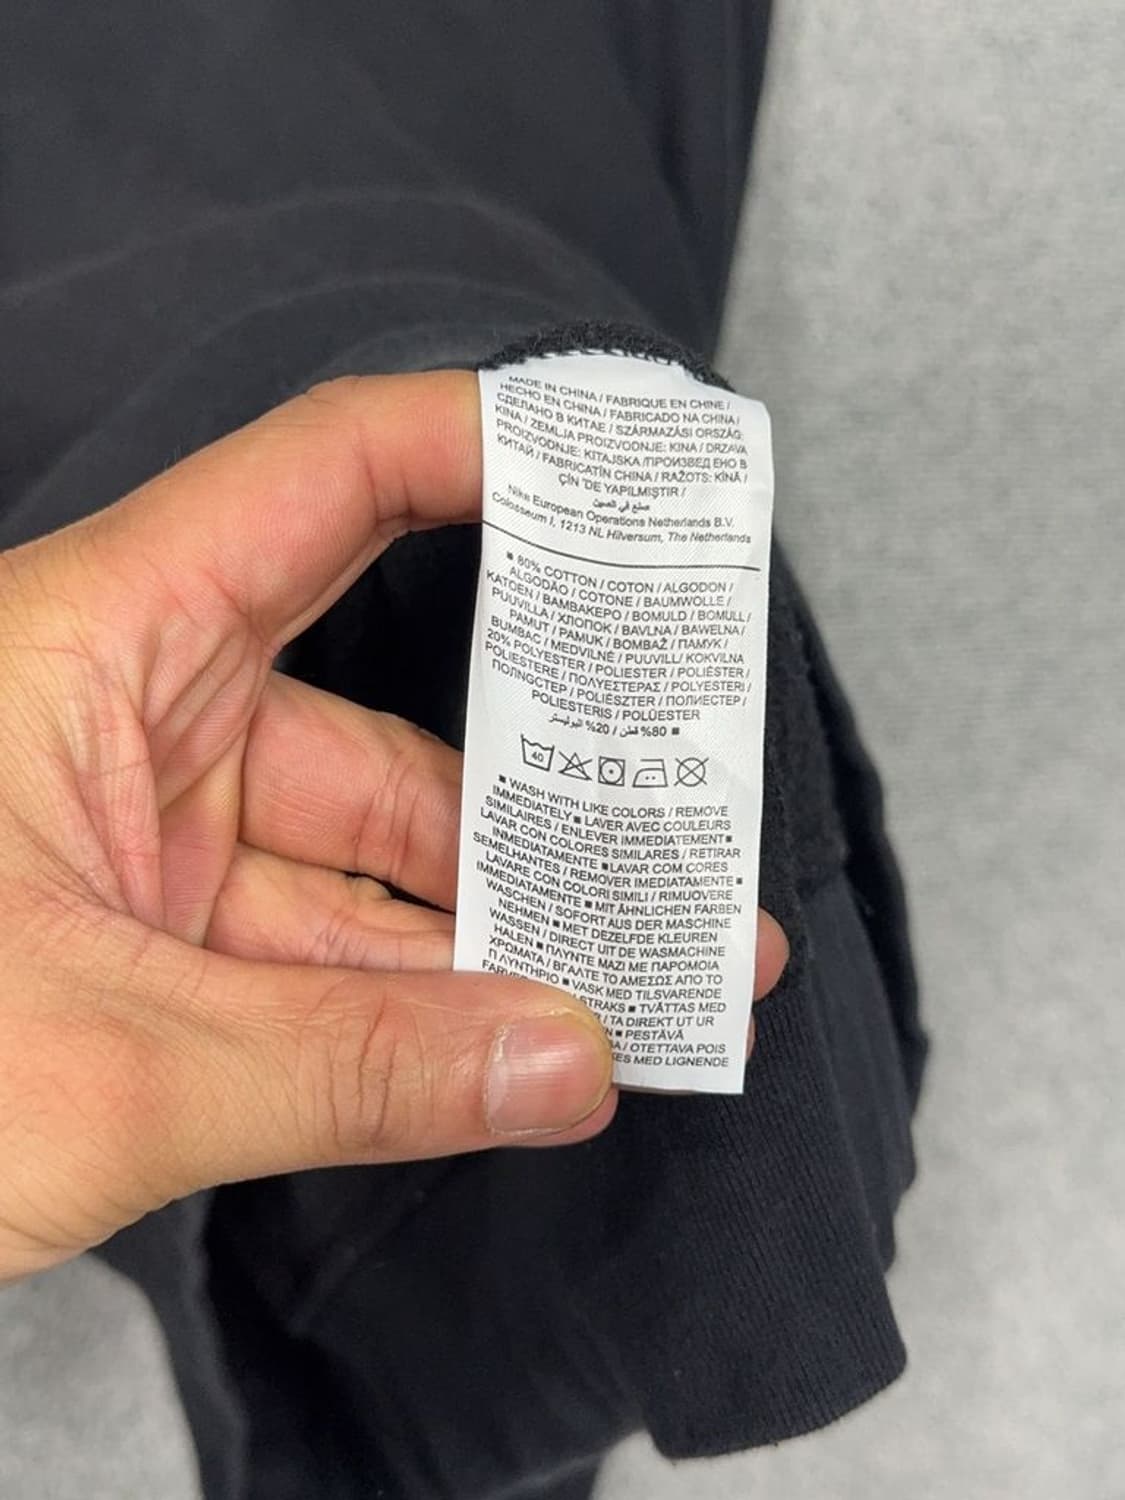 MADE IN CHINA / FABRIQUE EN CHINE /
HECHO EN CHINA / FABRICADO NA CHINA /
СДЕЛАНО В КИТАЕ / SZÁRMAZÁSI ORSZÁG:
KINA / ZEMLJA PROIZVODNJE: KINA / DRZAVA
PROIZVODNJE: KITAJSKA /ПРОИЗВЕД ЕНО В
КИТАЙ / FABRICATÎN CHINA / RAŽOTS: KĪNĀ /
ÇİN 'DE YAPILMIŞTIR /
صنع في الصين
Nike European Operations Netherlands B.V.
Colosseum I, 1213 NL Hilversum, The Netherlands
■ 80% COTTON / COTON / ALGODON /
ALGODÃO / COTONE / BAUMWOLLE /
KATOEN / ΒΑΜΒΑΚΕΡΟ / BOMULD / BOMULL /
PUUVILLA / ХЛОПОК / BAVLNA / BAWEŁNA /
PAMUT / PAMUK / BOMBAŽ / ПАМУК /
BUMBAC / MEDVILNĖ / PUUVILL/ KOKVILNA
20% POLYESTER / POLIESTER / POLIÉSTER /
POLIESTERE / ΠΟΛΥΕΣΤΕΡΑΣ / POLYESTERI /
ПОЛИЭСТЕР / POLIÉSZTER / ПОЛИЕСТЕР /
POLIESTERIS / POLÜESTER
■ 80% قطن / 20% البوليستر
40
■ WASH WITH LIKE COLORS / REMOVE
IMMEDIATELY ■ LAVER AVEC COULEURS
SIMILAIRES / ENLEVER IMMEDIATEMENT ■
LAVAR CON COLORES SIMILARES / RETIRAR
INMEDIATAMENTE ■ LAVAR COM CORES
SEMELHANTES / REMOVER IMEDIATAMENTE ■
LAVARE CON COLORI SIMILI / RIMUOVERE
IMMEDIATAMENTE ■ MIT ÄHNLICHEN FARBEN
WASCHEN / SOFORT AUS DER MASCHINE
NEHMEN ■ MET DEZELFDE KLEUREN
WASSEN / DIRECT UIT DE WASMACHINE
HALEN ■ ΠΛΥΝΤΕ ΜΑΖΙ ΜΕ ΠΑΡΟΜΟΙΑ
ΧΡΩΜΑΤΑ / ΒΓΑΛΤΕ ΤΟ ΑΜΕΣΩΣ ΑΠΟ ΤΟ
Π ΛΥΝΤΗΡΙΟ ■ VASK MED TILSVARENDE
STRAKS ■ TVÄTTAS MED
/ TA DIREKT UT UR
■ PESTÄVÄ
/ OTETTAVA POIS
MED LIGNENDE